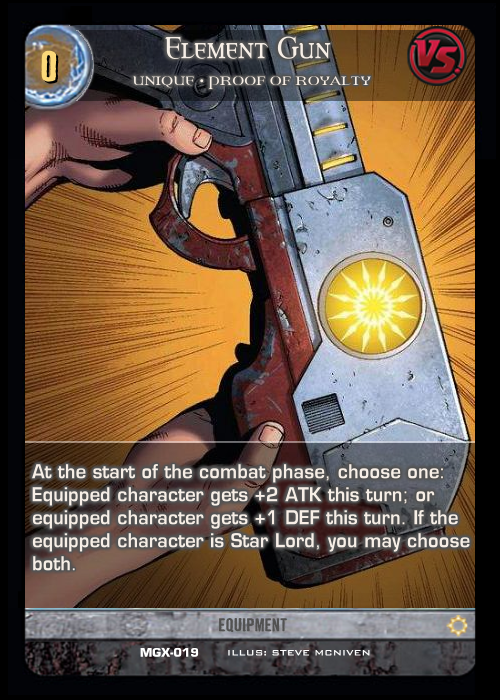 0
ELEMENT GUN
VS.
UNIQUE • PROOF OF ROYALTY
At the start of the combat phase, choose one:
Equipped character gets +2 ATK this turn; or
equipped character gets +1 DEF this turn. If the
equipped character is Star Lord, you may choose
both.
EQUIPMENT
MGX-019 ILLUS: STEVE MCNIVEN